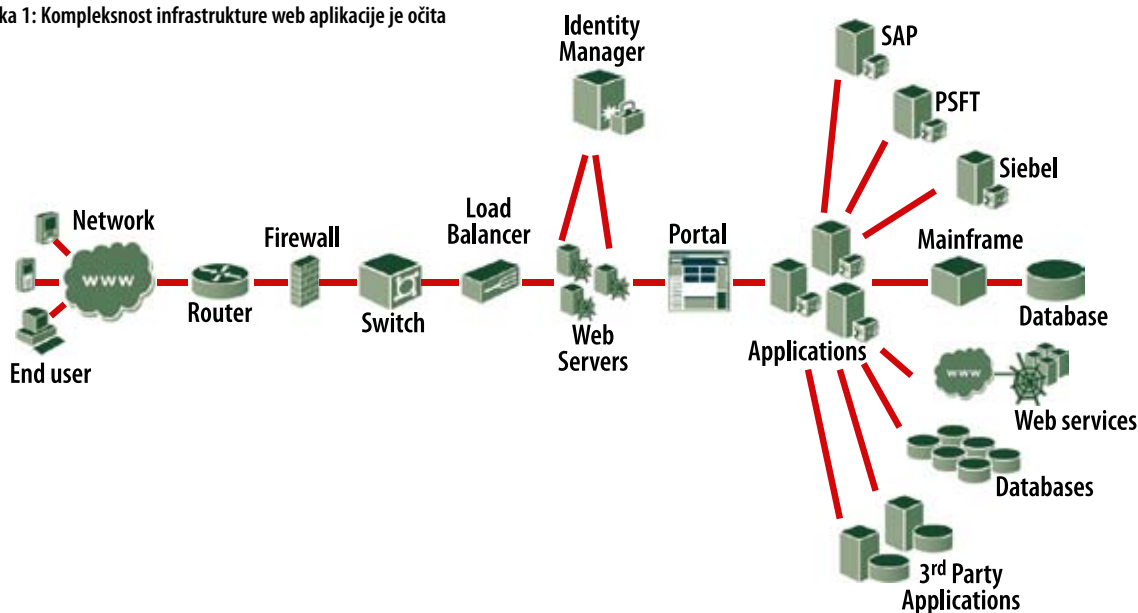 ka 1: Kompleksnost infrastrukture web aplikacije je očita
Identity
Manager
SAP
PSFT
Siebel
Network
www
Firewall
Load
Balancer
Portal
Mainframe
Router
Switch
Web
Servers
Applications
Database
End user
www
Web services
Databases
3rd Party
Applications